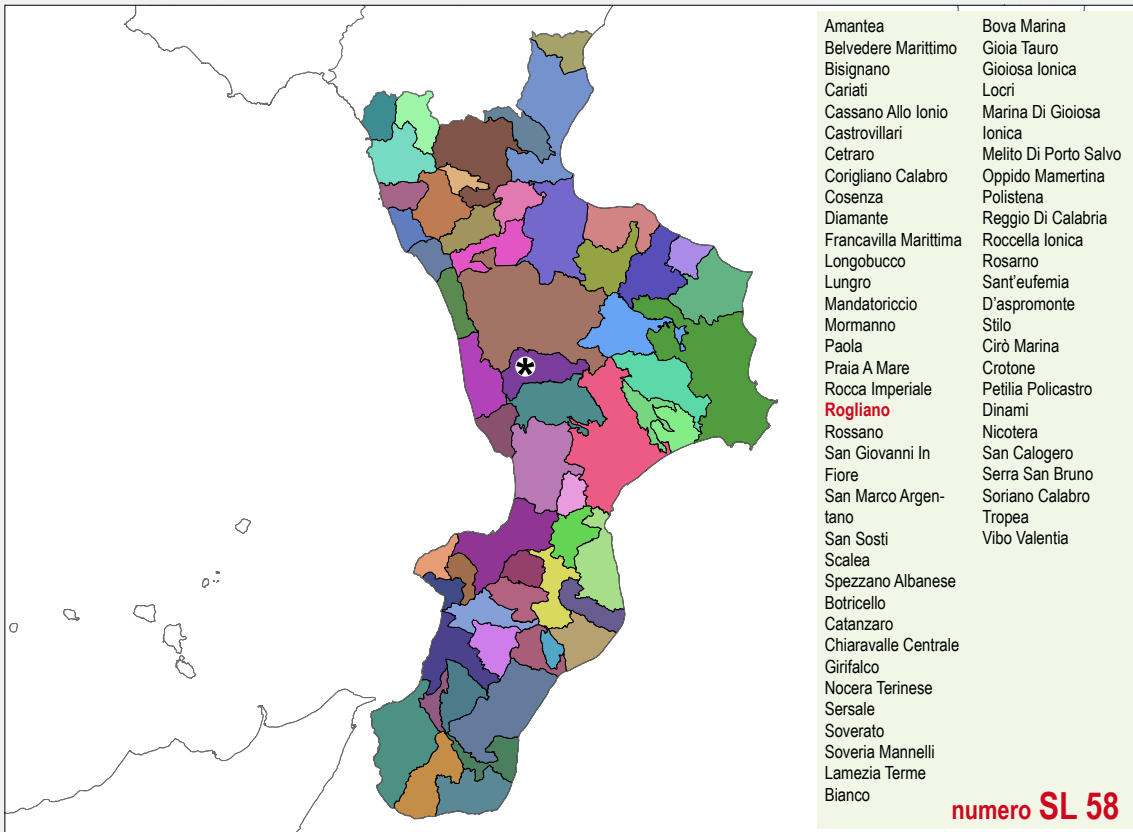 Amantea
Belvedere Marittimo
Bisignano
Cariati
Cassano Allo Ionio
Castrovillari
Cetraro
Corigliano Calabro
Cosenza
Diamante
Francavilla Marittima
Longobucco
Lungro
Mandatoriccio
Mormanno
Paola
Praia A Mare
Rocca Imperiale
Rogliano
Rossano
San Giovanni In
Fiore
San Marco Argen-
tano
San Sosti
Scalea
Spezzano Albanese
Botricello
Catanzaro
Chiaravalle Centrale
Girifalco
Nocera Terinese
Sersale
Soverato
Soveria Mannelli
Lamezia Terme
Bianco
Bova Marina
Gioia Tauro
Gioiosa Ionica
Locri
Marina Di Gioiosa
Ionica
Melito Di Porto Salvo
Oppido Mamertina
Polistena
Reggio Di Calabria
Roccella Ionica
Rosarno
Sant'eufemia
D'aspromonte
Stilo
Cirò Marina
Crotone
Petilia Policastro
Dinami
Nicotera
San Calogero
Serra San Bruno
Soriano Calabro
Tropea
Vibo Valentia
numero SL 58